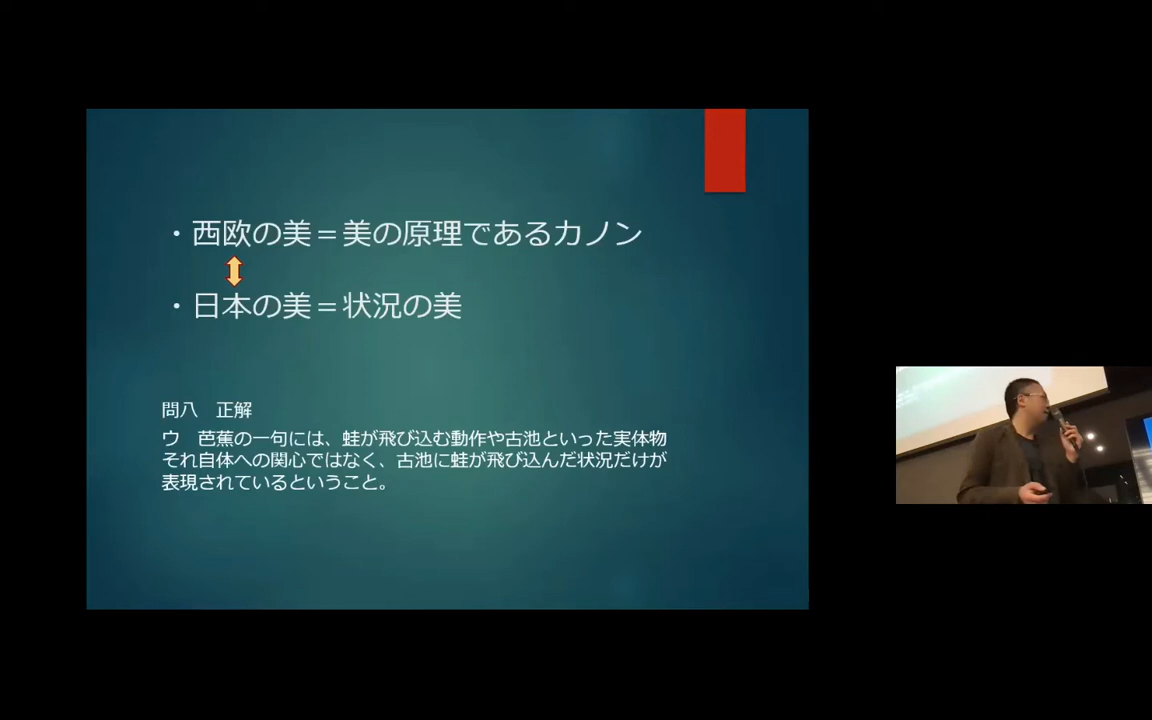 ・西欧の美＝美の原理であるカノン
・日本の美＝状況の美
問八　正解
ウ　芭蕉の一句には、蛙が飛び込む動作や古池といった実体物
それ自体への関心ではなく、古池に蛙が飛び込んだ状況だけが
表現されているということ。